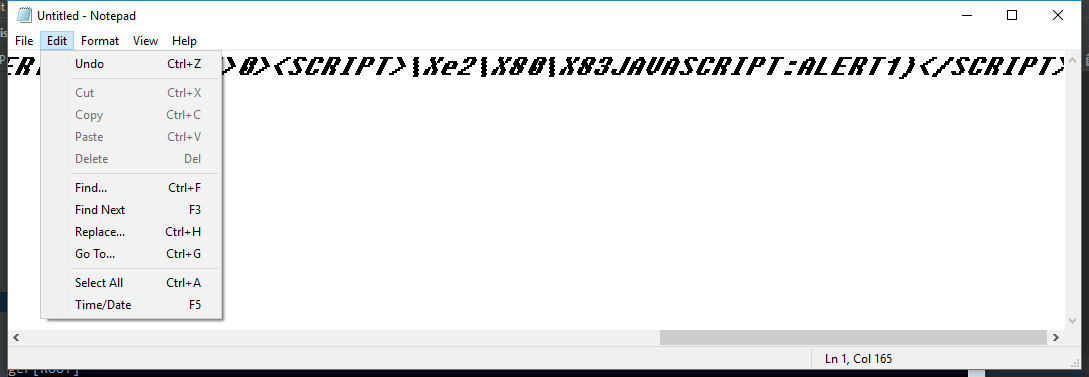 Untitled - Notepad
File Edit Format View Help
ER
>0><SCRIPT>\Xe2\X80\X83JAVASCRIPT:ALERT1)</SCRIPT>
Undo Ctrl+Z
Cut Ctrl+X
Copy Ctrl+C
Paste Ctrl+V
Delete Del
Find... Ctrl+F
Find Next F3
Replace... Ctrl+H
Go To... Ctrl+G
Select All Ctrl+A
Time/Date F5
Ln 1, Col 165